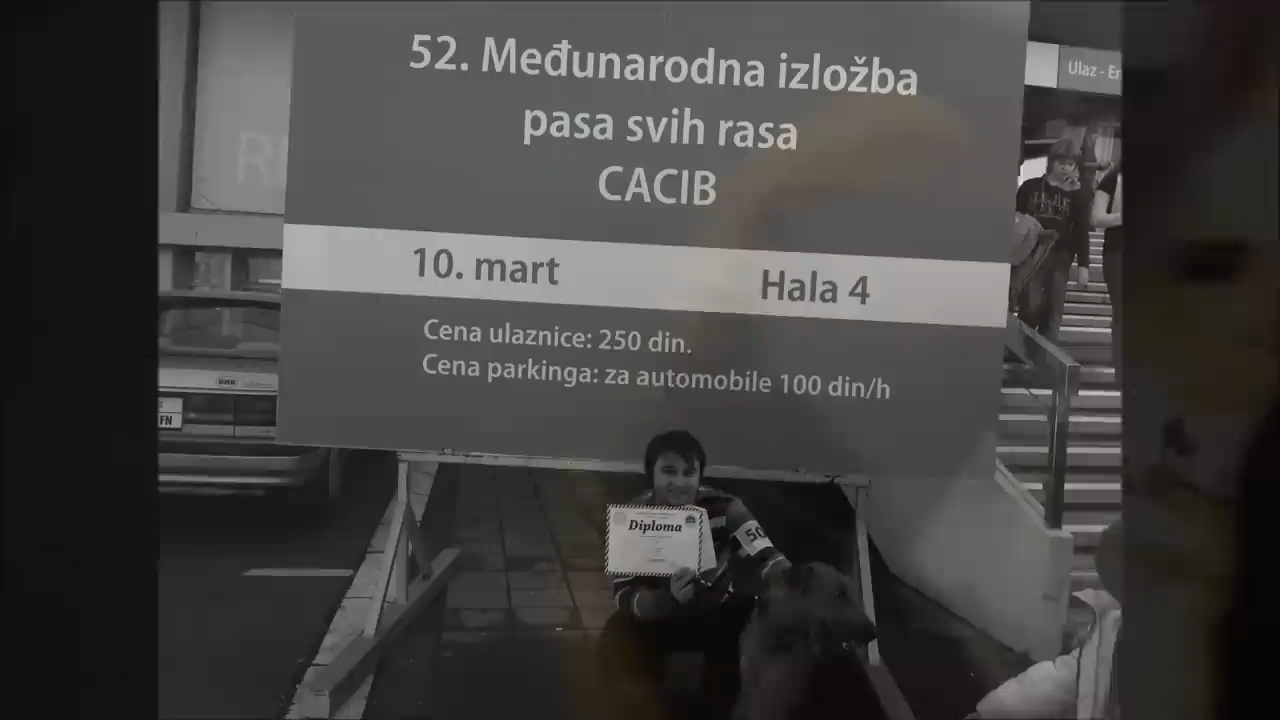 52. Međunarodna izložba
pasa svih rasa
CACIB
10. mart
Hala 4
Cena ulaznice: 250 din.
Cena parkinga: za automobile 100 din/h
Ulaz - E
Diploma
50
FN